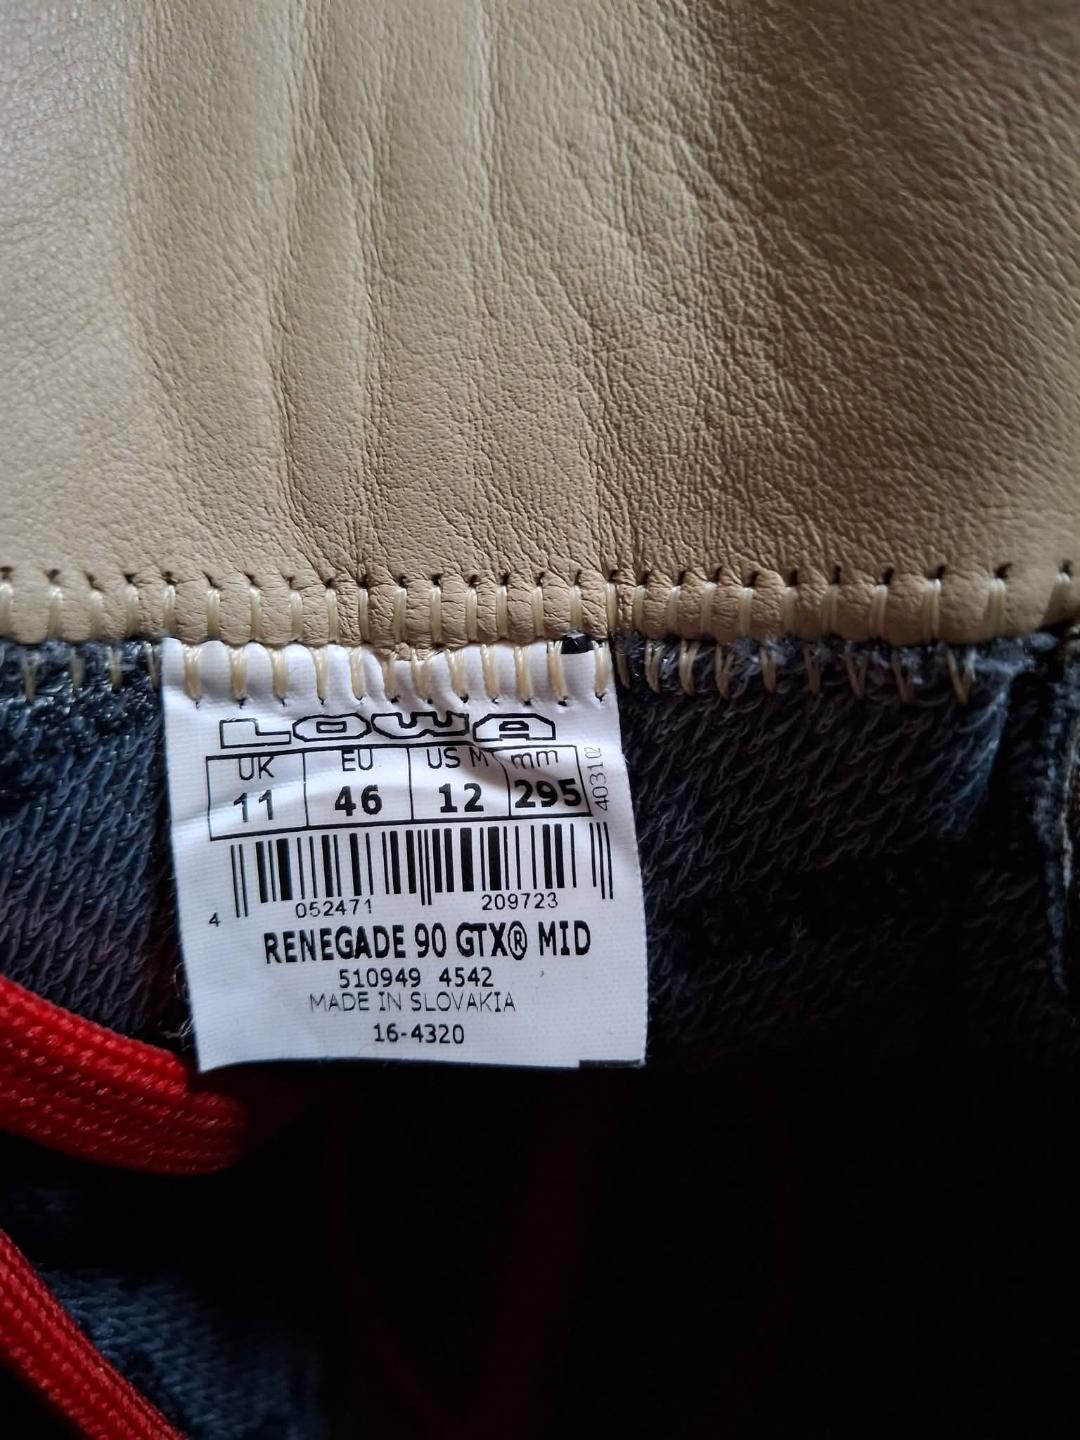 LOWA
UK EU US M mm
11 46 12 295
403102
4 052471 209723
RENEGADE 90 GTX® MID
510949 4542
MADE IN SLOVAKIA
16-4320